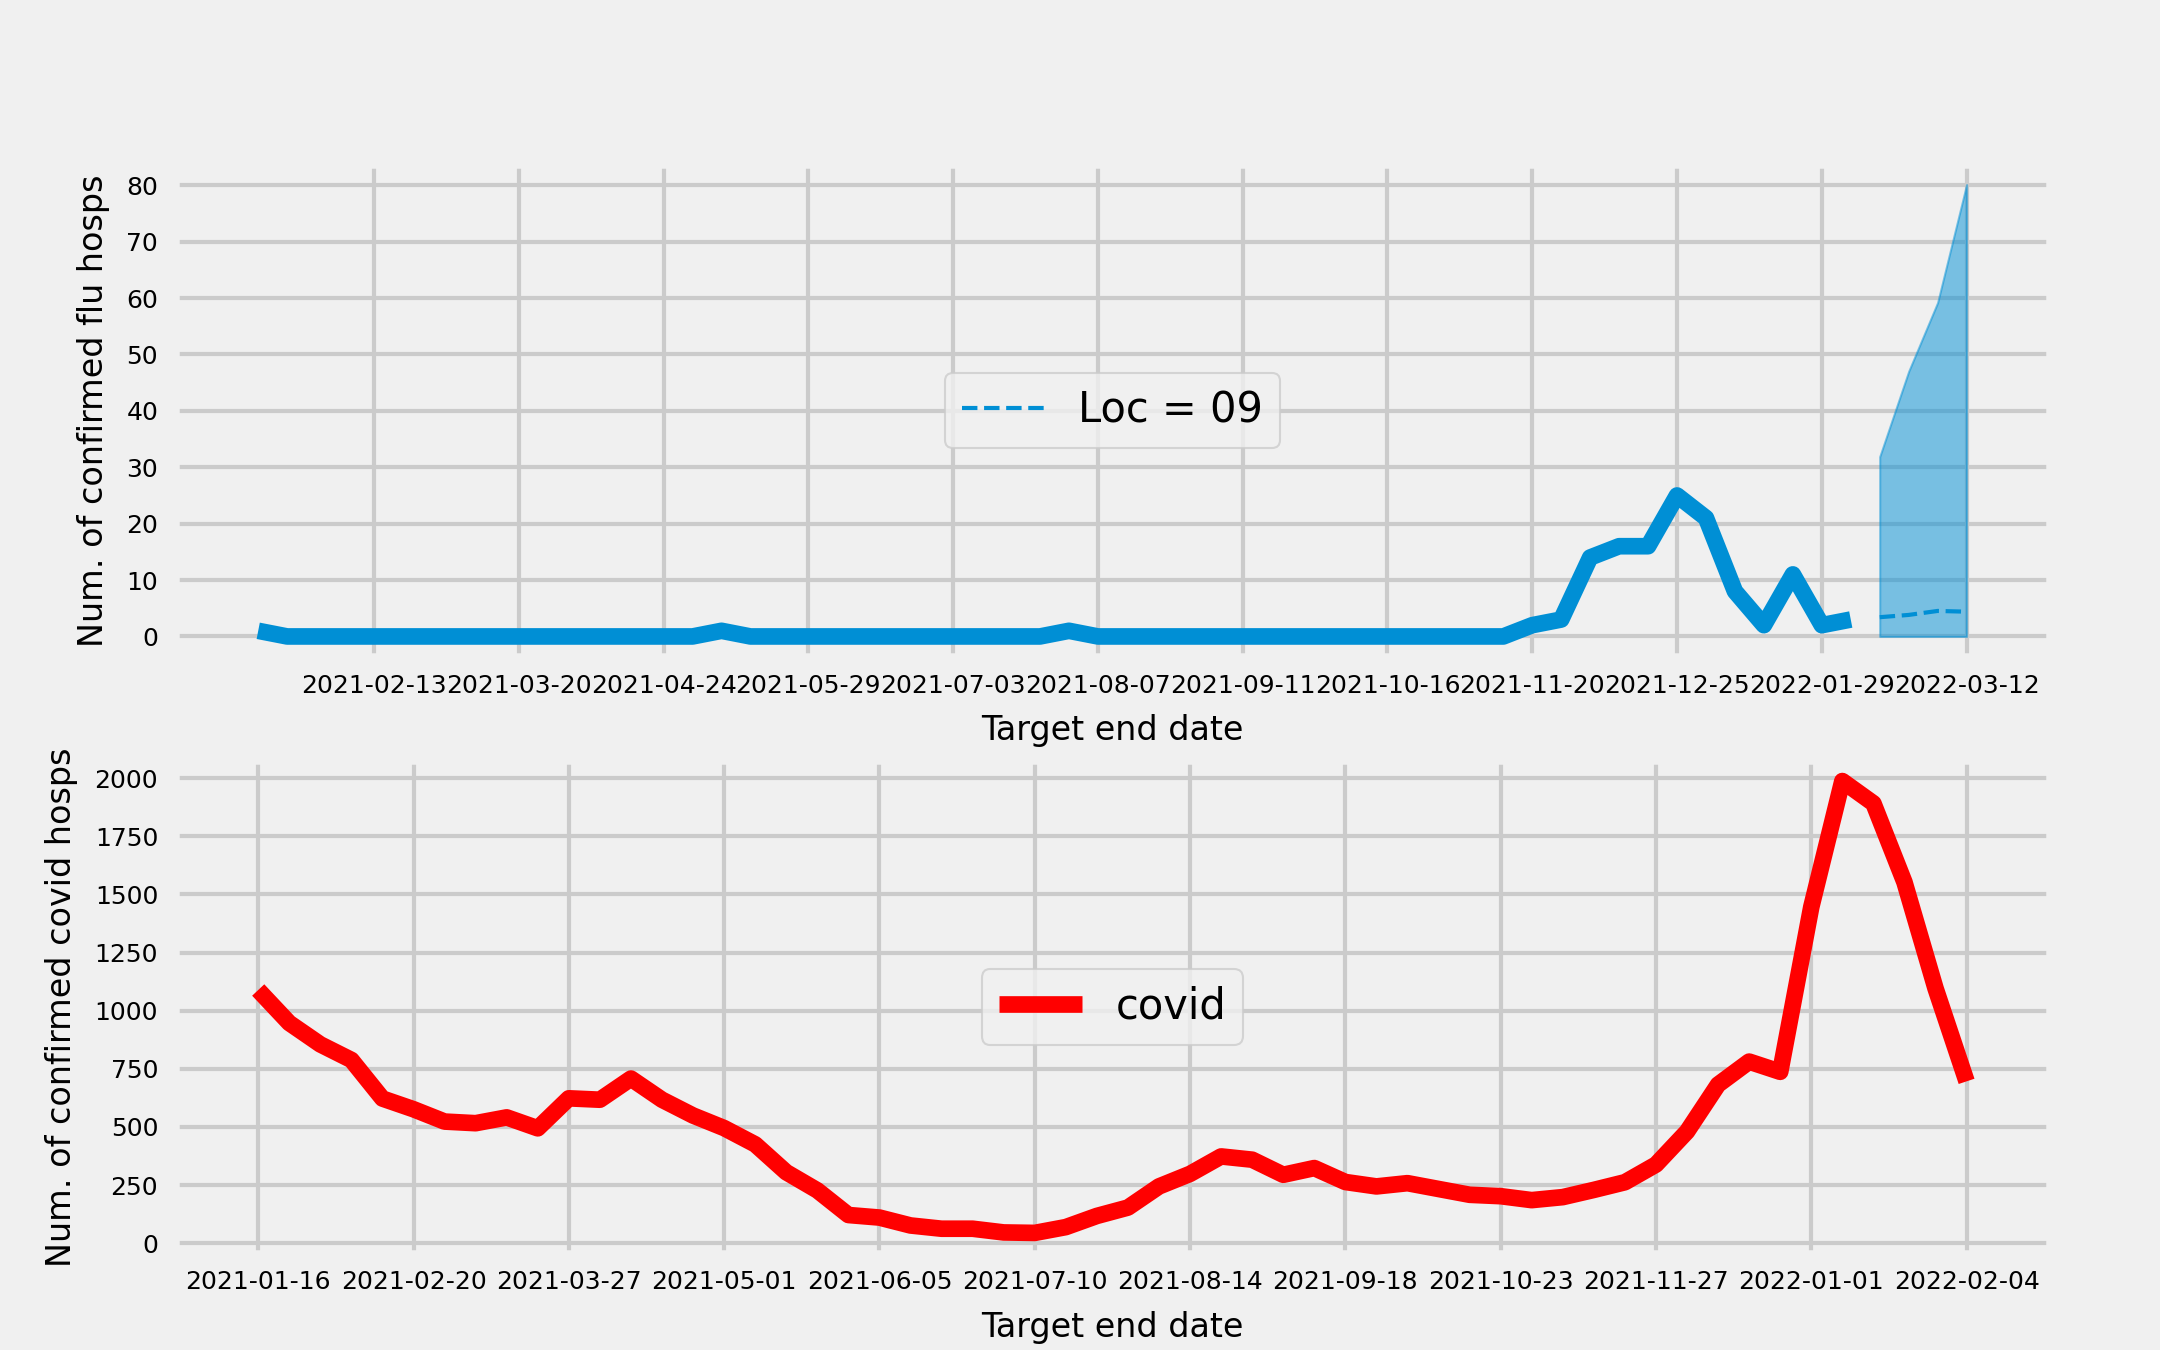 Num. of confirmed flu hosps
80
70
60
50
40
30
20
10
0
Loc = 09
2021-02-13 2021-03-20 2021-04-24 2021-05-29 2021-07-03 2021-08-07 2021-09-11 2021-10-16 2021-11-20 2021-12-25 2022-01-29 2022-03-12
Target end date
Num. of confirmed covid hosps
2000
1750
1500
1250
1000
750
500
250
0
covid
2021-01-16 2021-02-20 2021-03-27 2021-05-01 2021-06-05 2021-07-10 2021-08-14 2021-09-18 2021-10-23 2021-11-27 2022-01-01 2022-02-04
Target end date